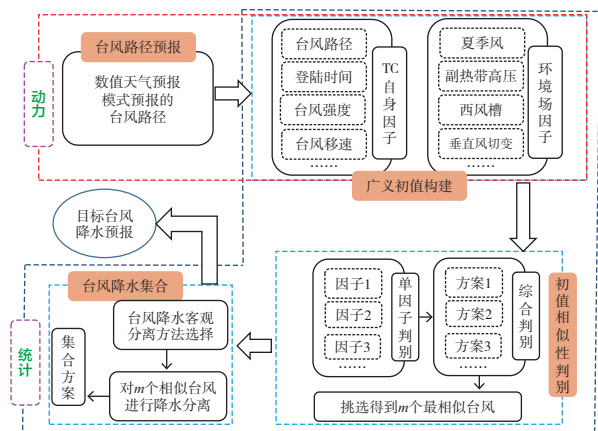 台风路径预报
数值天气预报
模式预报的
台风路径
动力
台风路径
登陆时间
台风强度
台风移速
……
TC
自身因子
夏季风
副热带高压
西风槽
垂直风切变
……
环境场因子
广义初值构建
目标台风
降水预报
因子1
因子2
因子3
……
单因子判别
方案1
方案2
方案3
……
综合判别
初值相似性判别
挑选得到m个最相似台风
台风降水集合
台风降水客观
分离方法选择
对m个相似台风
进行降水分离
集合方案
统计